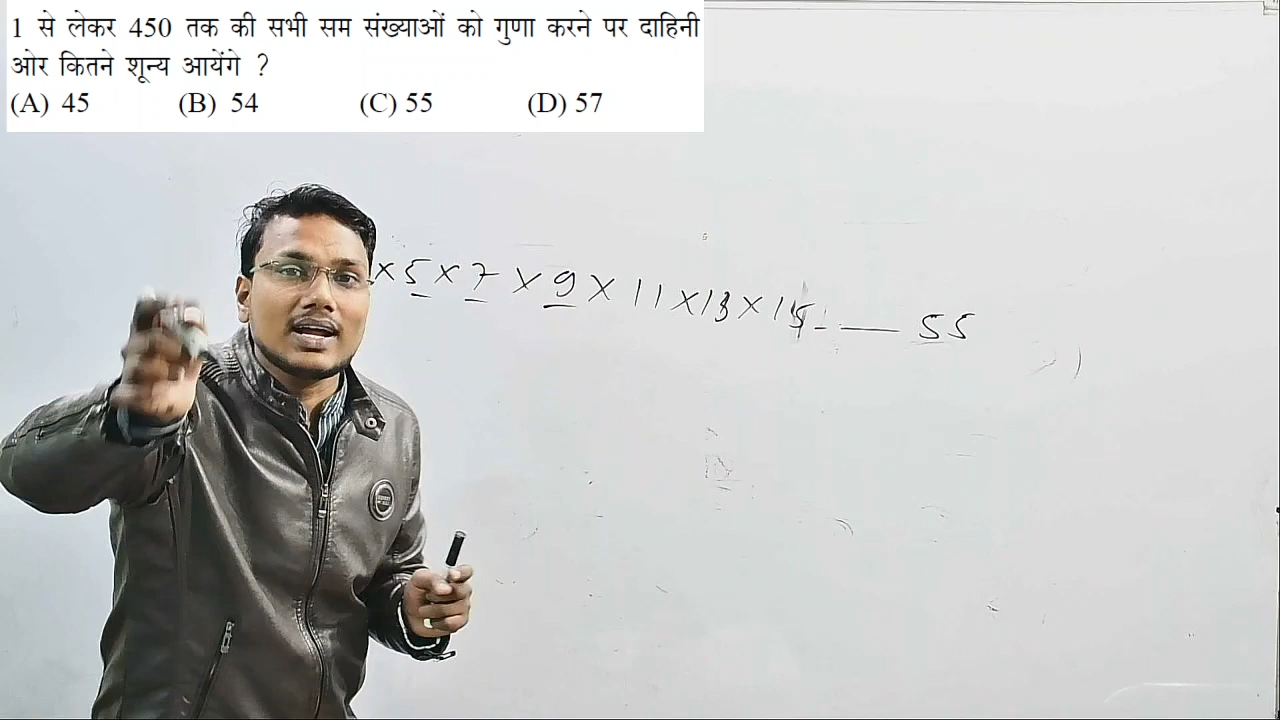 1 से लेकर 450 तक की सभी सम संख्याओं को गुणा करने पर दाहिनी
ओर कितने शून्य आयेंगे ?
(A) 45 (B) 54 (C) 55 (D) 57
×5×7×9×11×13×15-—— 55